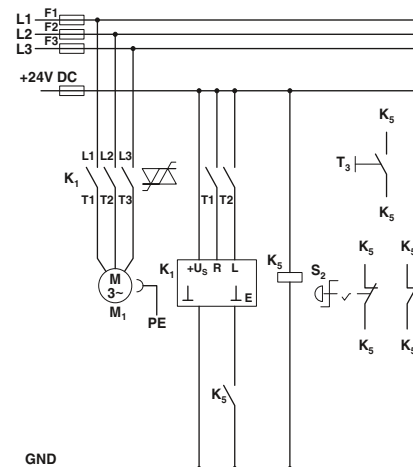 L1 F1
L2 F2
L3 F3
+24V DC
L1 L2 L3
K1
T1 T2 T3
T1 T2
K5
T3
K5
K1 +US R L
E
M
3~
M1
PE
K5
S2
K5 K5
K5 K5
K5
GND